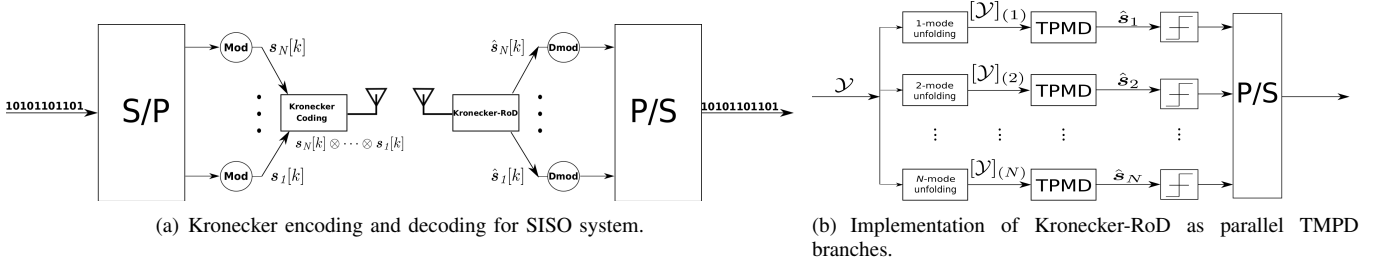 10101101101
S/P
Mod
𝒔_N[k]
Kronecker
Coding
𝒔_N[k] ⊗ ··· ⊗ 𝒔_1[k]
Mod
𝒔_1[k]
Kronecker-RoD
𝒔̂_N[k]
Dmod
𝒔̂_1[k]
Dmod
P/S
10101101101
(a) Kronecker encoding and decoding for SISO system.
𝒴
1-mode
unfolding
[𝒴]_(1)
TPMD
𝒔̂_1
2-mode
unfolding
[𝒴]_(2)
TPMD
𝒔̂_2
N-mode
unfolding
[𝒴]_(N)
TPMD
𝒔̂_N
P/S
(b) Implementation of Kronecker-RoD as parallel TMPD
branches.